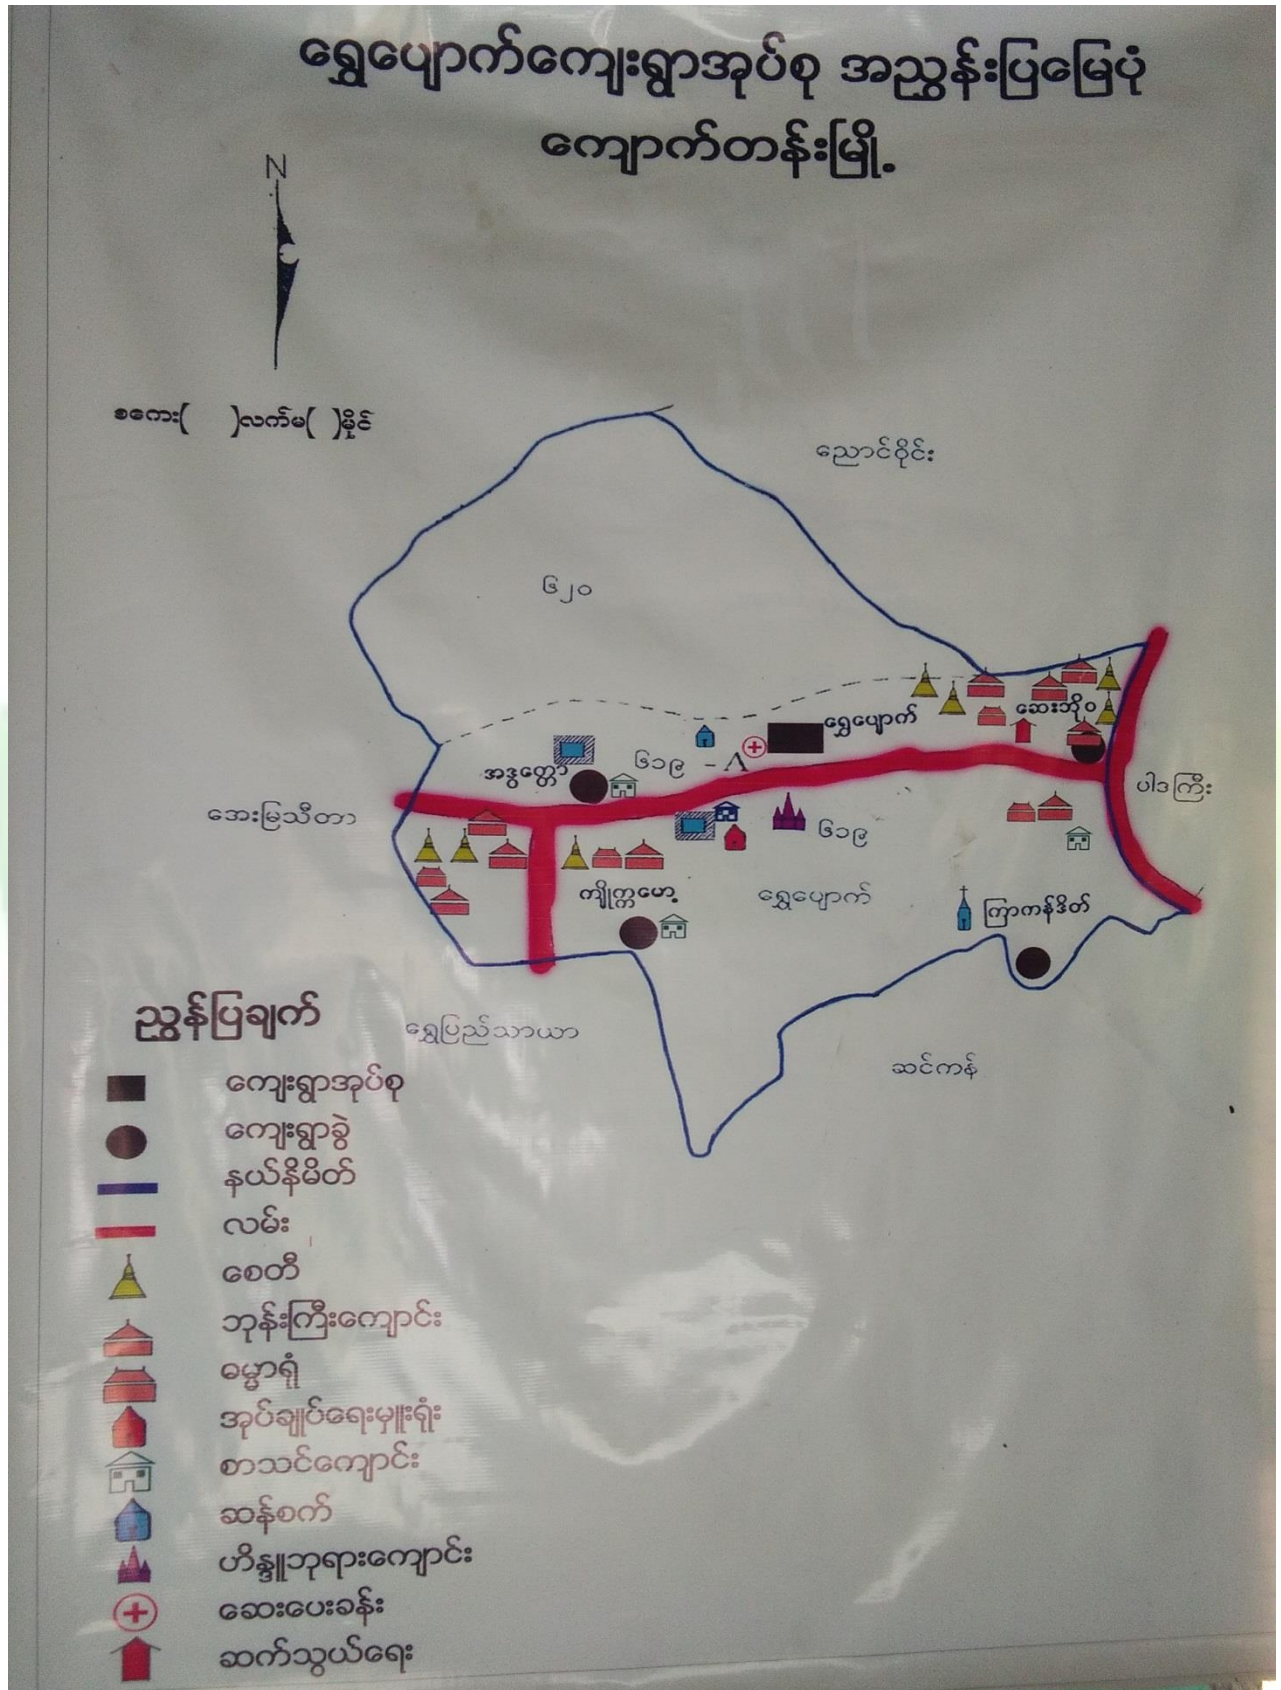 ရွှေပျောက်ကျေးရွာအုပ်စု အညွှန်းပြမြေပုံ
ကျောက်တန်းမြို့
N
စကေး( )လက်မ( )မိုင်
ညောင်ဝိုင်း
၆၂၀
ဆေးဘို၀
ရွှေပျောက်
၆၁၉ - Λ
အဒွတ္တော
ပါဒကြီး
အေးမြသီတာ
၆၁၉
ကျိုက္ကမော့
ရွှေပျောက်
ကြာကန်ဒိတ်
ညွှန်ပြချက်
ရွှေပြည်သာယာ
ဆင်ကန်
ကျေးရွာအုပ်စု
ကျေးရွာခွဲ
နယ်နိမိတ်
လမ်း
စေတီ
ဘုန်းကြီးကျောင်း
ဓမ္မာရုံ
အုပ်ချုပ်ရေးမှူးရုံး
စာသင်ကျောင်း
ဆန်စက်
ဟိန္ဒူဘုရားကျောင်း
ဆေးပေးခန်း
ဆက်သွယ်ရေး